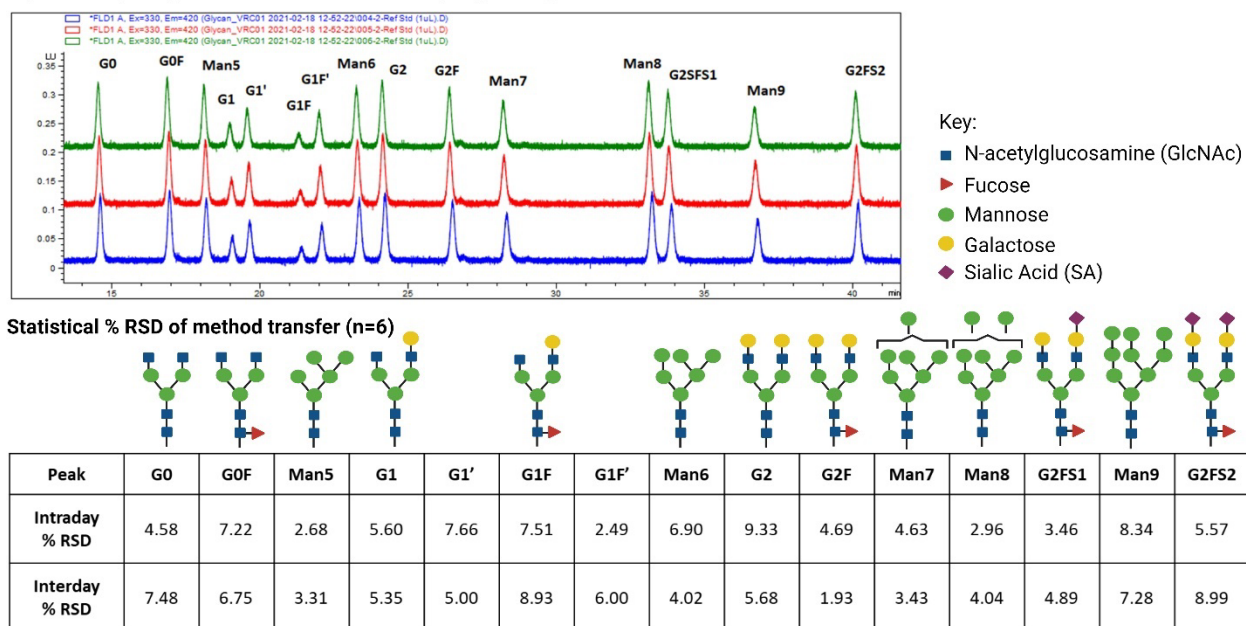 *FLD1 A, Ex=330, Em=420 (Glycan_VRC01 2021-02-18 12-52-22\004-2-Ref Std (1uL).D)
*FLD1 A, Ex=330, Em=420 (Glycan_VRC01 2021-02-18 12-52-22\005-2-Ref Std (1uL).D)
*FLD1 A, Ex=330, Em=420 (Glycan_VRC01 2021-02-18 12-52-22\006-2-Ref Std (1uL).D)
LU
G0 G0F Man5 G1 G1' G1F G1F' Man6 G2 G2F Man7 Man8 G2SFS1 Man9 G2FS2
0.35
0.3
0.25
0.2
0.15
0.1
0.05
0
15 20 25 30 35 40 min
Key:
N-acetylglucosamine (GlcNAc)
Fucose
Mannose
Galactose
Sialic Acid (SA)
Statistical % RSD of method transfer (n=6)
Peak G0 G0F Man5 G1 G1' G1F G1F' Man6 G2 G2F Man7 Man8 G2FS1 Man9 G2FS2
Intraday
% RSD 4.58 7.22 2.68 5.60 7.66 7.51 2.49 6.90 9.33 4.69 4.63 2.96 3.46 8.34 5.57
Interday
% RSD 7.48 6.75 3.31 5.35 5.00 8.93 6.00 4.02 5.68 1.93 3.43 4.04 4.89 7.28 8.99